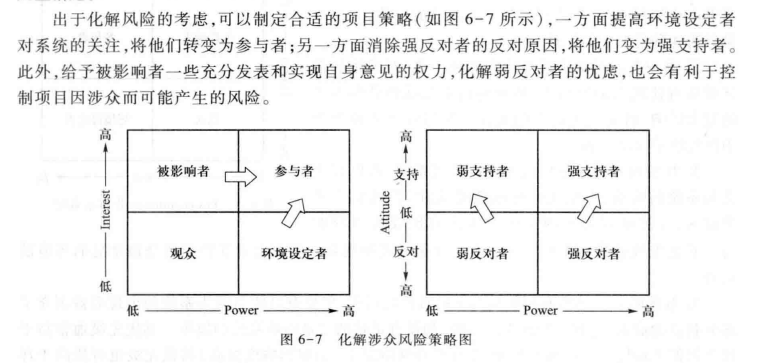 出于化解风险的考虑,可以制定合适的项目策略(如图 6-7 所示),一方面提高环境设定者
对系统的关注,将他们转变为参与者;另一方面消除强反对者的反对原因,将他们变为强支持者。
此外,给予被影响者一些充分发表和实现自身意见的权力,化解弱反对者的忧虑,也会有利于控
制项目因涉众而可能产生的风险。
高
Interest
低
被影响者
参与者
观众
环境设定者
低
Power
高
高
支持
Attitude
低
反对
弱支持者
强支持者
弱反对者
强反对者
低
Power
高
图 6-7 化解涉众风险策略图